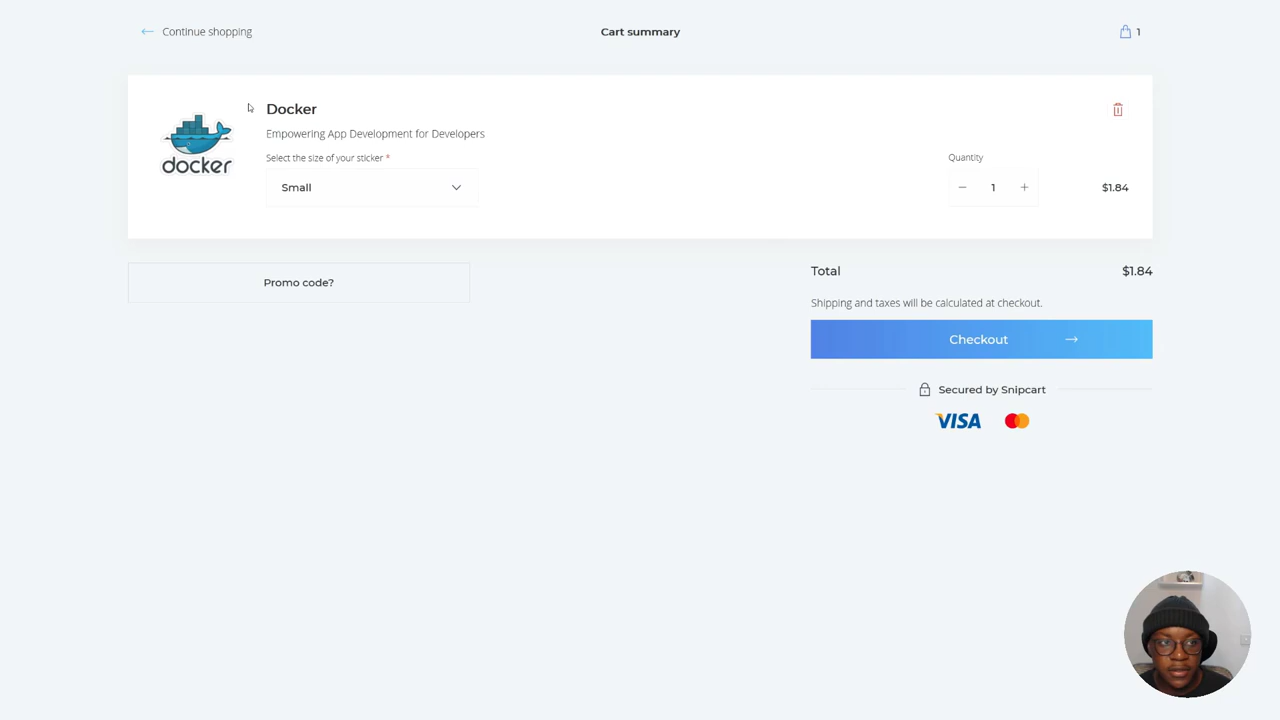 Continue shopping
Cart summary
1
Docker
Empowering App Development for Developers
docker
Select the size of your sticker *
Quantity
Small
1
$1.84
Promo code?
Total
$1.84
Shipping and taxes will be calculated at checkout.
Checkout
Secured by Snipcart
VISA